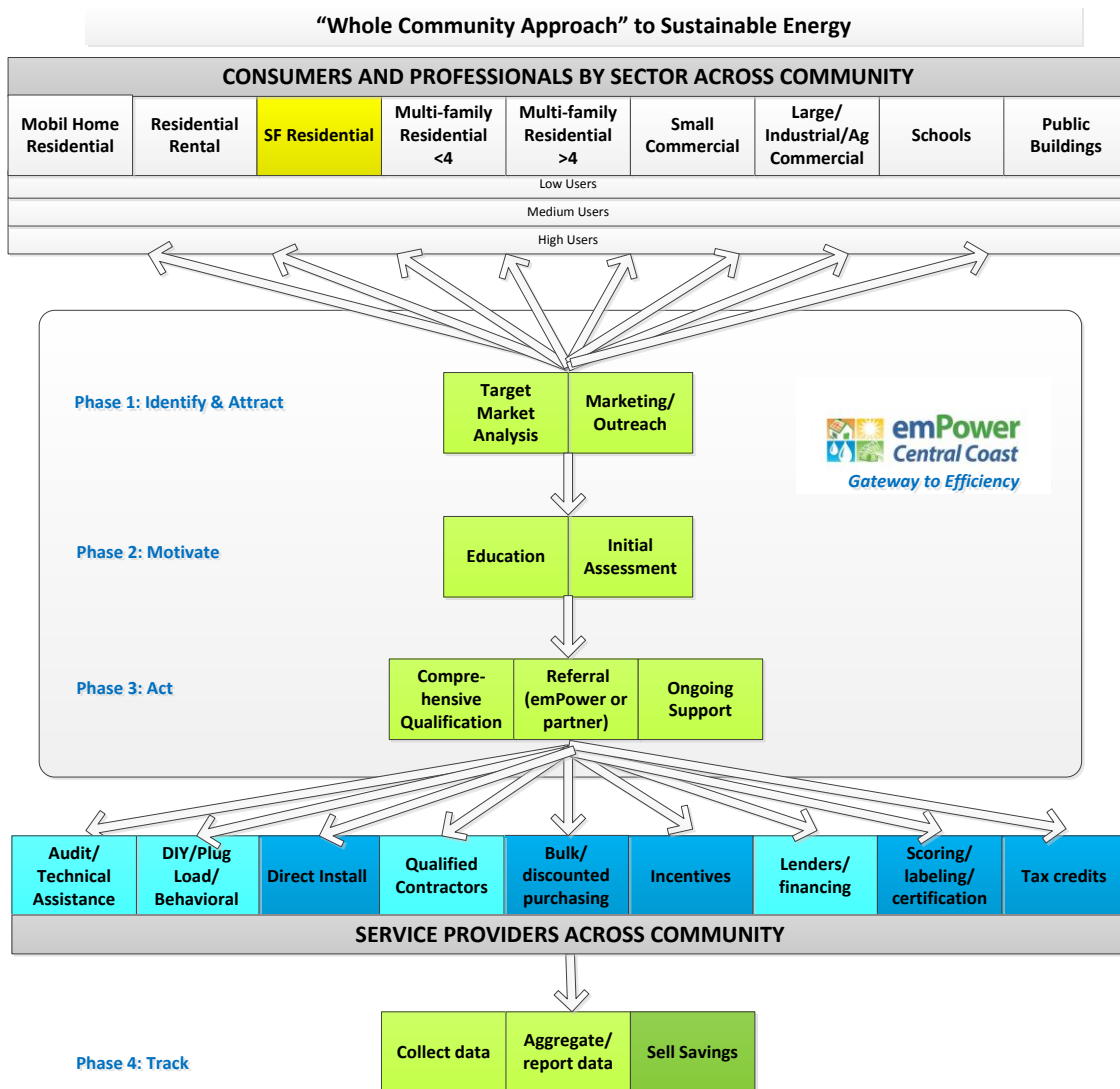 “Whole Community Approach” to Sustainable Energy
CONSUMERS AND PROFESSIONALS BY SECTOR ACROSS COMMUNITY
Mobil Home
Residential
Residential
Rental
SF Residential
Multi-family
Residential
<4
Multi-family
Residential
>4
Small
Commercial
Large/
Industrial/Ag
Commercial
Schools
Public
Buildings
Low Users
Medium Users
High Users
Phase 1: Identify & Attract
Target
Market
Analysis
Marketing/
Outreach
emPower
Central Coast
Gateway to Efficiency
Phase 2: Motivate
Education
Initial
Assessment
Phase 3: Act
Compre-
hensive
Qualification
Referral
(emPower or
partner)
Ongoing
Support
Audit/
Technical
Assistance
DIY/Plug
Load/
Behavioral
Direct Install
Qualified
Contractors
Bulk/
discounted
purchasing
Incentives
Lenders/
financing
Scoring/
labeling/
certification
Tax credits
SERVICE PROVIDERS ACROSS COMMUNITY
Phase 4: Track
Collect data
Aggregate/
report data
Sell Savings